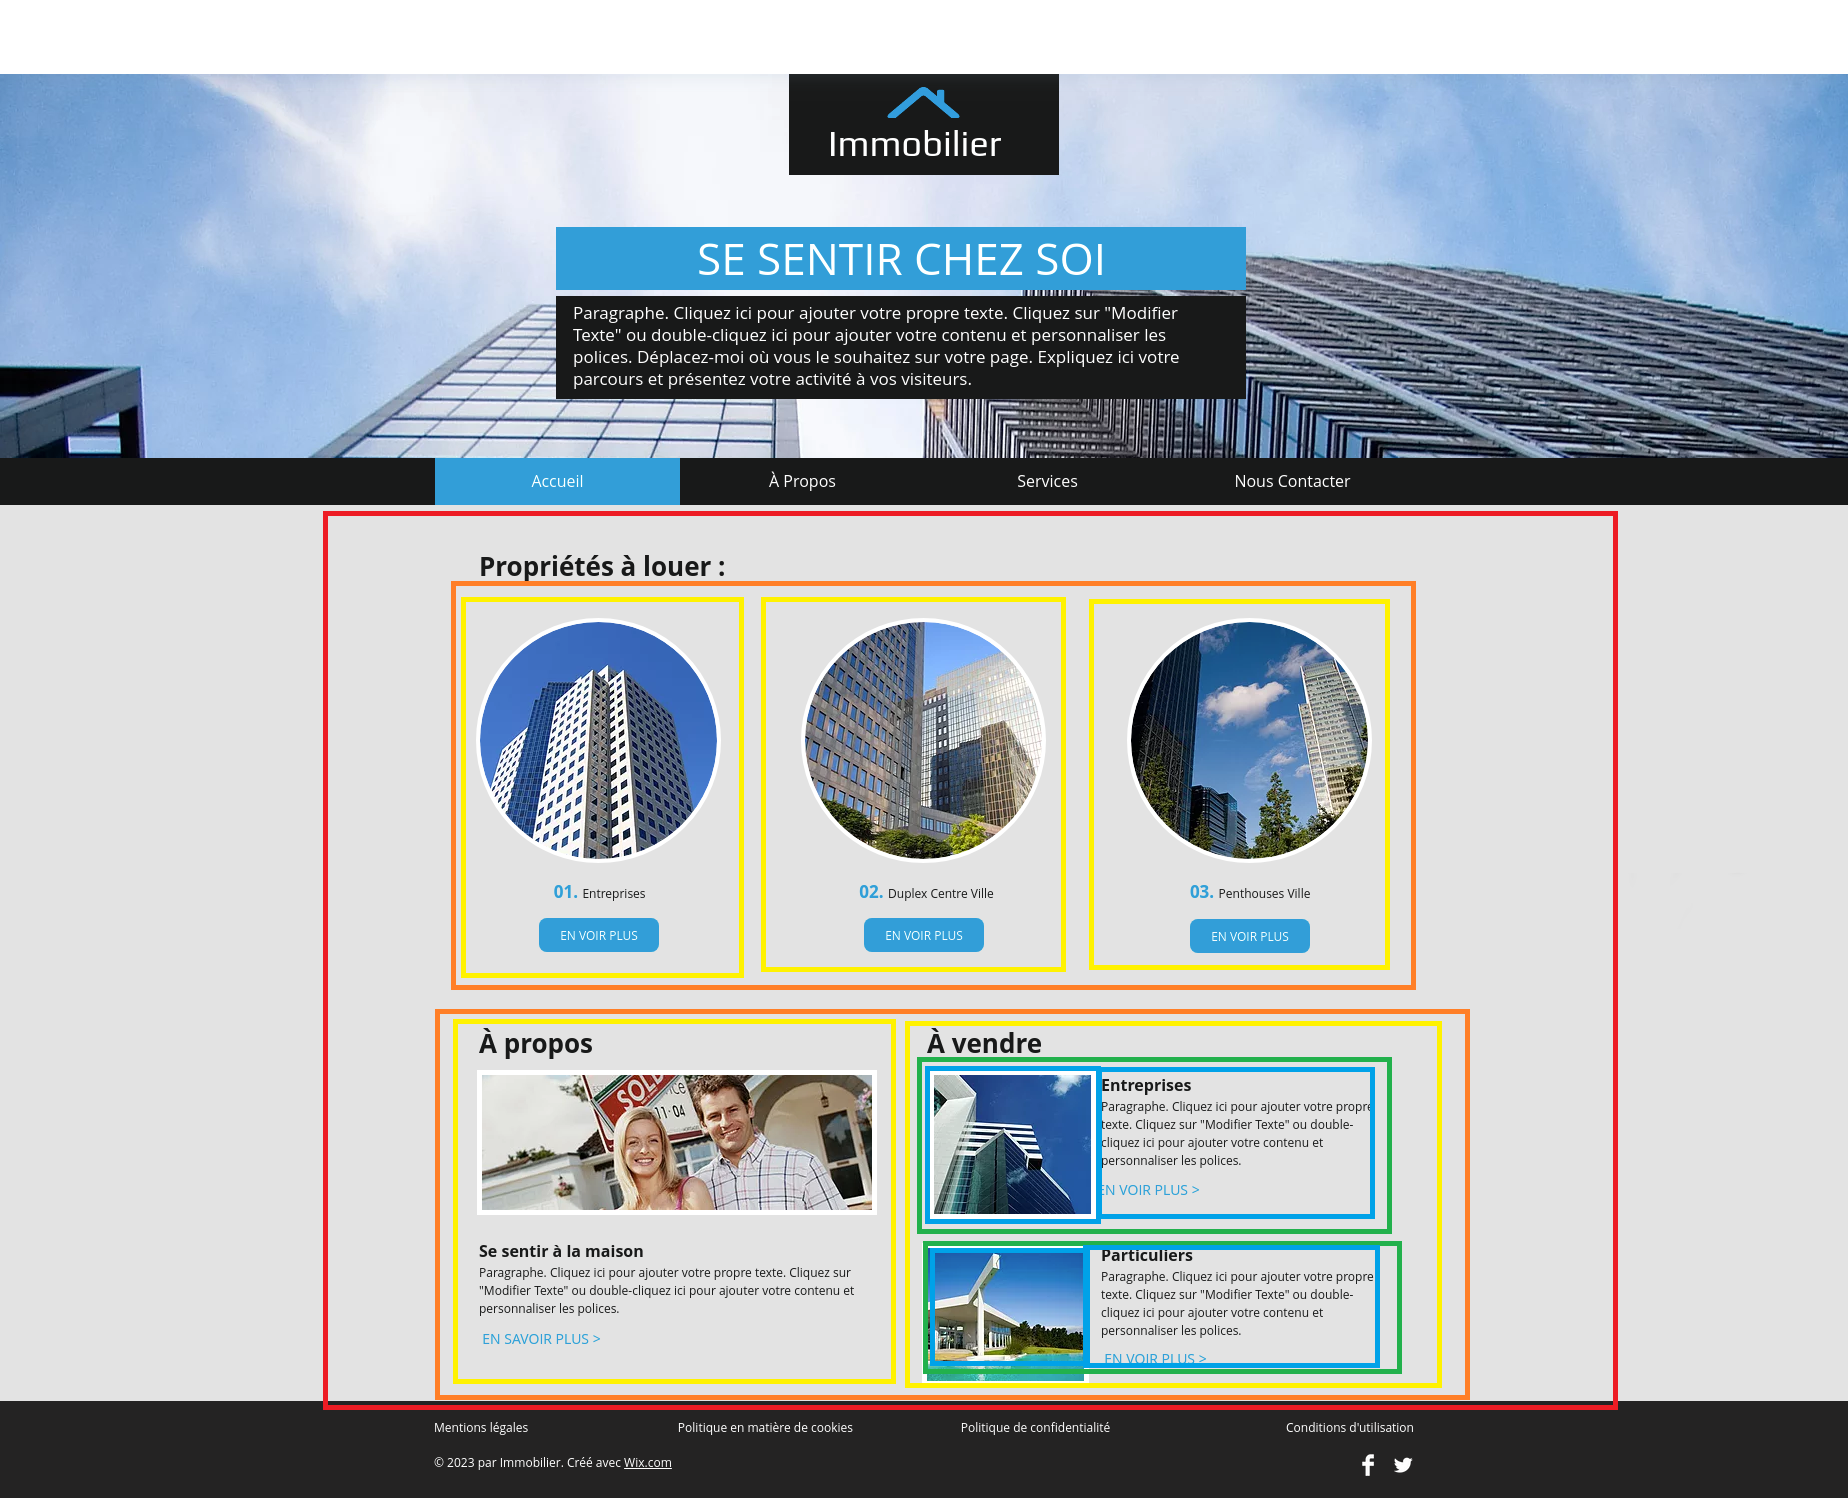 Immobilier
SE SENTIR CHEZ SOI
Paragraphe. Cliquez ici pour ajouter votre propre texte. Cliquez sur "Modifier
Texte" ou double-cliquez ici pour ajouter votre contenu et personnaliser les
polices. Déplacez-moi où vous le souhaitez sur votre page. Expliquez ici votre
parcours et présentez votre activité à vos visiteurs.
Accueil
À Propos
Services
Nous Contacter
Propriétés à louer :
01. Entreprises
EN VOIR PLUS
02. Duplex Centre Ville
EN VOIR PLUS
03. Penthouses Ville
EN VOIR PLUS
À propos
SOLD
11·04
Se sentir à la maison
Paragraphe. Cliquez ici pour ajouter votre propre texte. Cliquez sur
"Modifier Texte" ou double-cliquez ici pour ajouter votre contenu et
personnaliser les polices.
EN SAVOIR PLUS >
À vendre
Entreprises
Paragraphe. Cliquez ici pour ajouter votre propre
texte. Cliquez sur "Modifier Texte" ou double-
cliquez ici pour ajouter votre contenu et
personnaliser les polices.
EN VOIR PLUS >
Particuliers
Paragraphe. Cliquez ici pour ajouter votre propre
texte. Cliquez sur "Modifier Texte" ou double-
cliquez ici pour ajouter votre contenu et
personnaliser les polices.
EN VOIR PLUS >
Mentions légales
Politique en matière de cookies
Politique de confidentialité
Conditions d'utilisation
© 2023 par Immobilier. Créé avec Wix.com